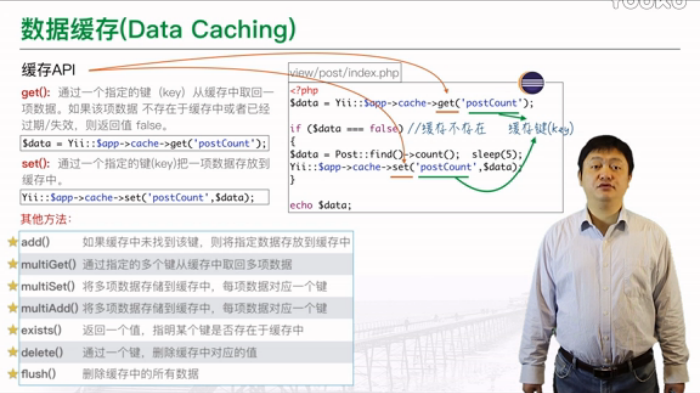 YOUKU
数据缓存(Data Caching)
缓存API
get(): 通过一个指定的键（key）从缓存中取回一
项数据。如果该项数据 不存在于缓存中或者已经
过期/失效，则返回值 false。
$data = Yii::$app->cache->get('postCount');
set(): 通过一个指定的键(key)把一项数据存放到
缓存中。
Yii::$app->cache->set('postCount',$data);
view/post/index.php
<?php
$data = Yii::$app->cache->get('postCount');
if ($data === false) //缓存不存在 缓存键(key)
{
$data = Post::find()->count(); sleep(5);
Yii::$app->cache->set('postCount',$data);
}
echo $data;
其他方法：
add() 如果缓存中未找到该键，则将指定数据存放到缓存中
multiGet() 通过指定的多个键从缓存中取回多项数据
multiSet() 将多项数据存储到缓存中，每项数据对应一个键
multiAdd() 将多项数据存储到缓存中，每项数据对应一个键
exists() 返回一个值，指明某个键是否存在于缓存中
delete() 通过一个键，删除缓存中对应的值
flush() 删除缓存中的所有数据